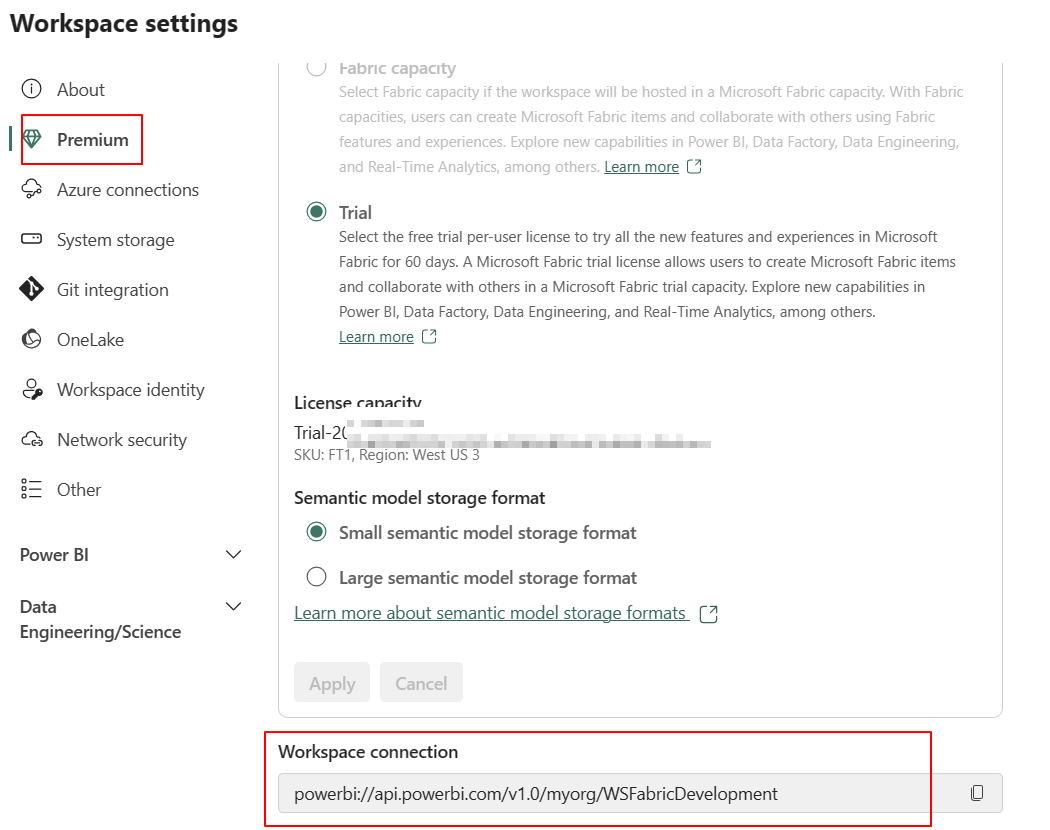 Workspace settings
About
Premium
Azure connections
System storage
Git integration
OneLake
Workspace identity
Network security
Other
Power BI
Data
Engineering/Science
Fabric capacity
Select Fabric capacity if the workspace will be hosted in a Microsoft Fabric capacity. With Fabric
capacities, users can create Microsoft Fabric items and collaborate with others using Fabric
features and experiences. Explore new capabilities in Power BI, Data Factory, Data Engineering,
and Real-Time Analytics, among others. Learn more
Trial
Select the free trial per-user license to try all the new features and experiences in Microsoft
Fabric for 60 days. A Microsoft Fabric trial license allows users to create Microsoft Fabric items
and collaborate with others in a Microsoft Fabric trial capacity. Explore new capabilities in
Power BI, Data Factory, Data Engineering, and Real-Time Analytics, among others.
Learn more
License capacity
Trial-20
SKU: FT1, Region: West US 3
Semantic model storage format
Small semantic model storage format
Large semantic model storage format
Learn more about semantic model storage formats
Apply Cancel
Workspace connection
powerbi://api.powerbi.com/v1.0/myorg/WSFabricDevelopment